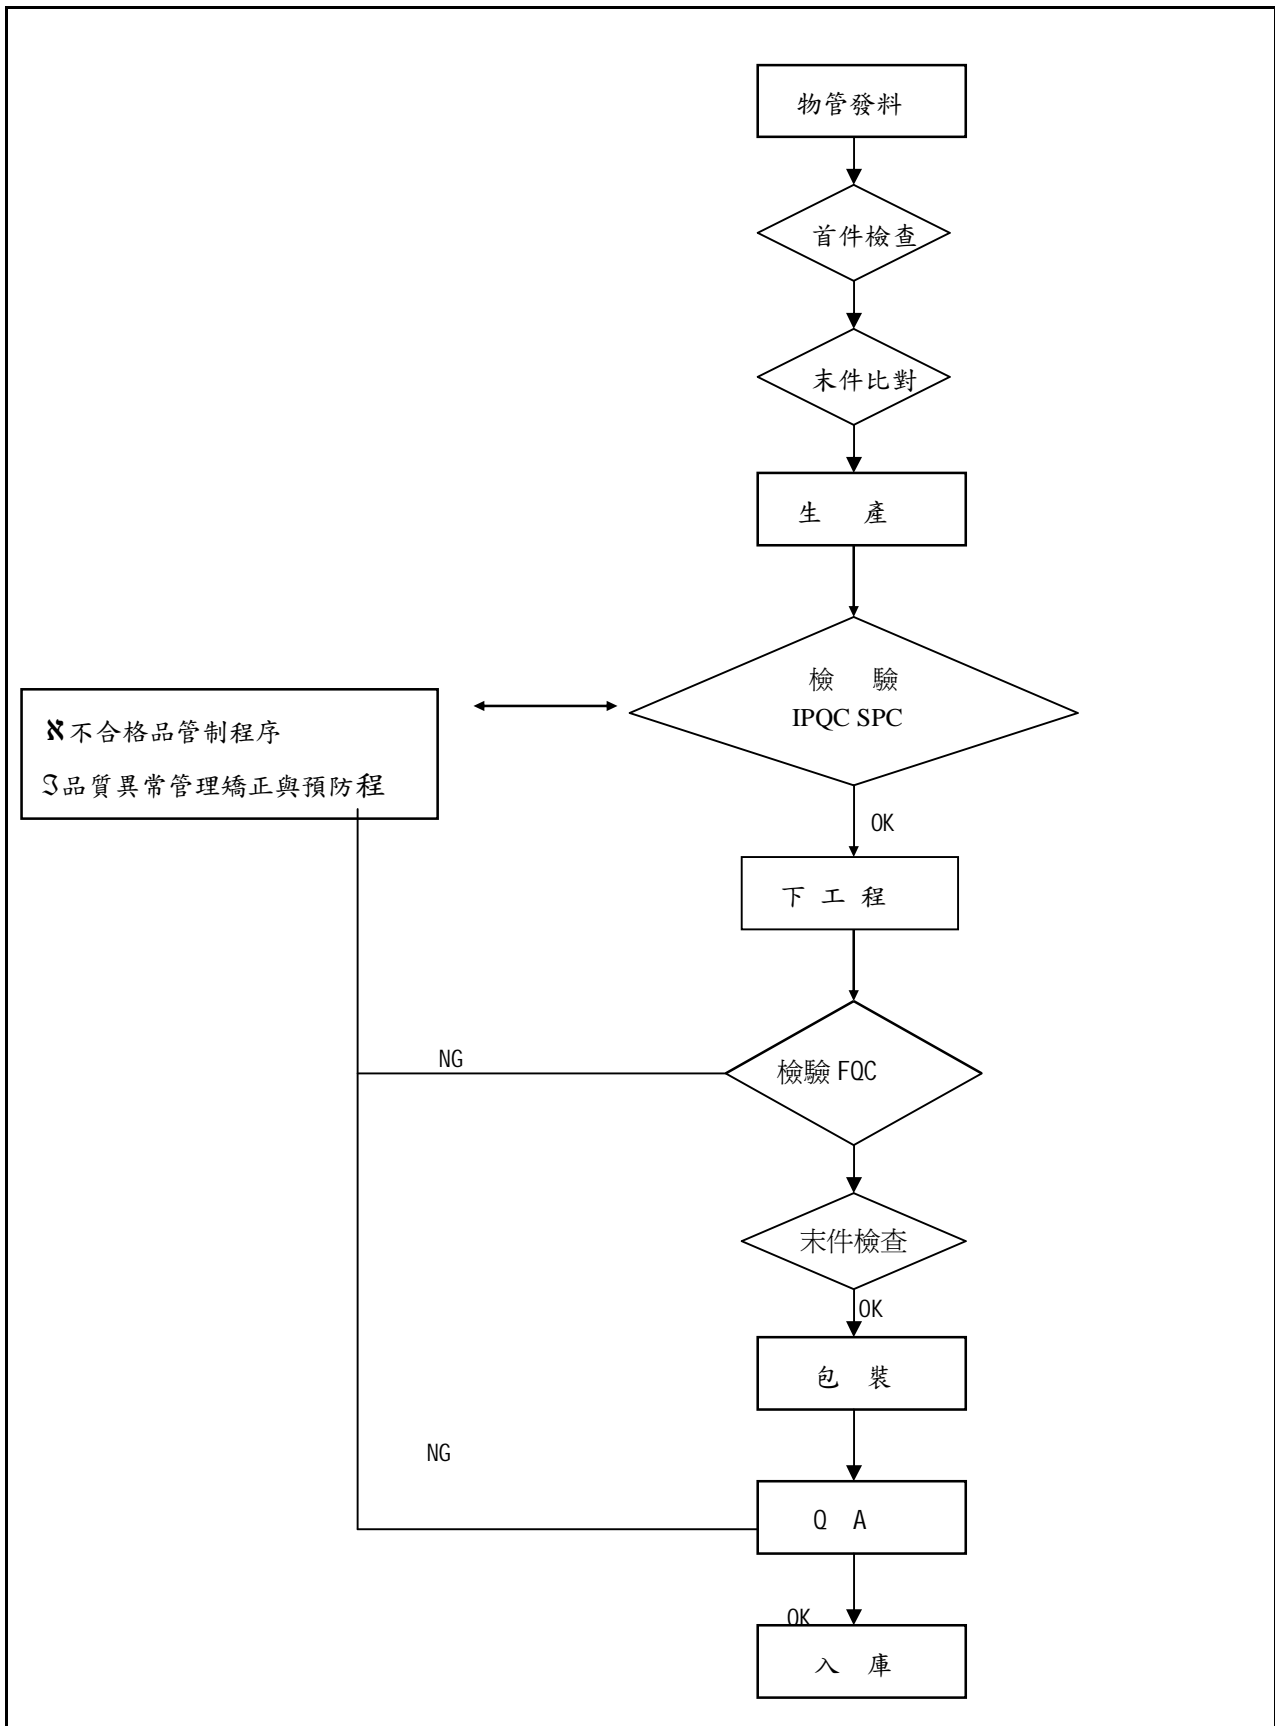 物管發料
首件檢查
末件比對
生 產
檢 驗
IPQC SPC
ℵ不合格品管制程序
ℑ品質異常管理矯正與預防程
OK
下 工 程
NG
檢驗 FQC
末件檢查
OK
包 裝
NG
Q A
OK
入 庫